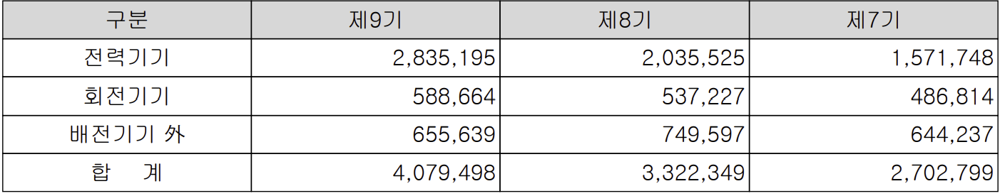 구분 제9기 제8기 제7기
전력기기 2,835,195 2,035,525 1,571,748
회전기기 588,664 537,227 486,814
배전기기 外 655,639 749,597 644,237
합 계 4,079,498 3,322,349 2,702,799